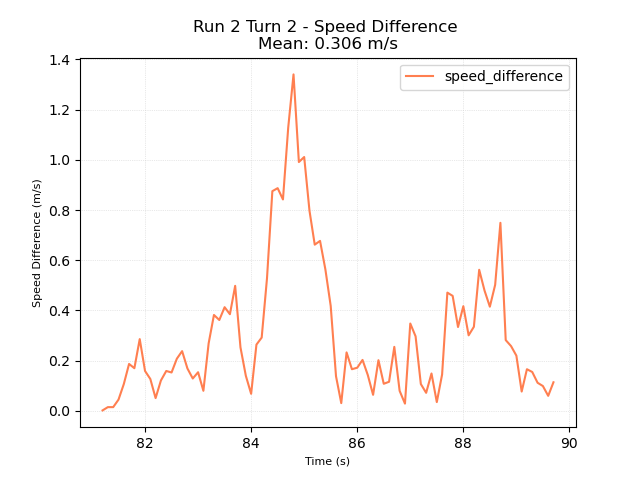 Run 2 Turn 2 - Speed Difference
Mean: 0.306 m/s
speed_difference
1.4
1.2
1.0
0.8
0.6
0.4
0.2
0.0
Speed Difference (m/s)
82 84 86 88 90
Time (s)